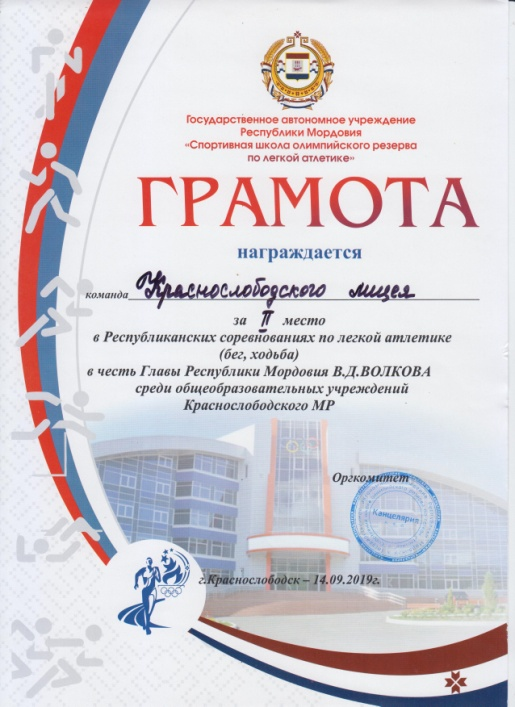 Государственное автономное учреждение
Республики Мордовия
«Спортивная школа олимпийского резерва
по легкой атлетике»
ГРАМОТА
награждается
команда Краснослободского лицея
за II место
в Республиканских соревнованиях по легкой атлетике
(бег, ходьба)
в честь Главы Республики Мордовия В.Д.ВОЛКОВА
среди общеобразовательных учреждений
Краснослободского МР
Оргкомитет
Канцелярия
г.Краснослободск – 14.09.2019г.